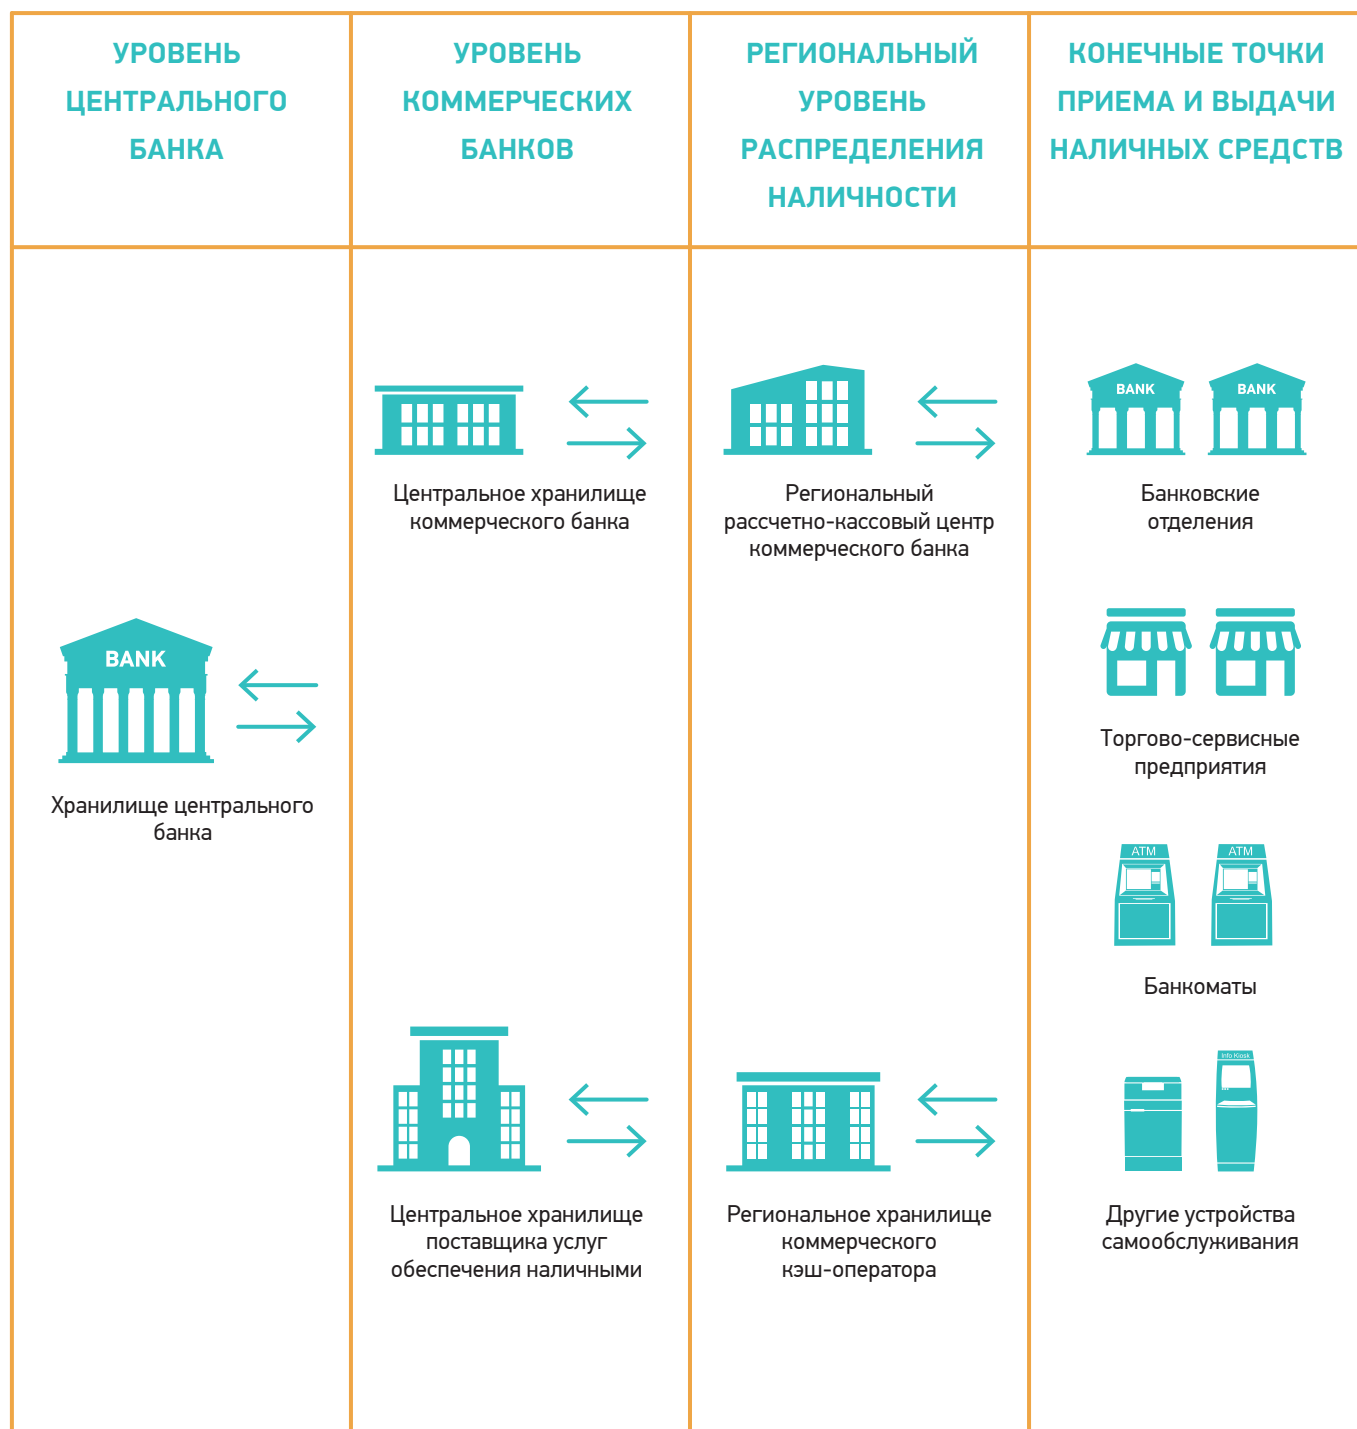 УРОВЕНЬ
ЦЕНТРАЛЬНОГО
БАНКА
УРОВЕНЬ
КОММЕРЧЕСКИХ
БАНКОВ
РЕГИОНАЛЬНЫЙ
УРОВЕНЬ
РАСПРЕДЕЛЕНИЯ
НАЛИЧНОСТИ
КОНЕЧНЫЕ ТОЧКИ
ПРИЕМА И ВЫДАЧИ
НАЛИЧНЫХ СРЕДСТВ
BANK
Хранилище центрального
банка
Центральное хранилище
коммерческого банка
Центральное хранилище
поставщика услуг
обеспечения наличными
Региональный
рассчетно-кассовый центр
коммерческого банка
Региональное хранилище
коммерческого
кэш-оператора
BANK
BANK
Банковские
отделения
Торгово-сервисные
предприятия
ATM
ATM
Банкоматы
Info Kiosk
Другие устройства
самообслуживания